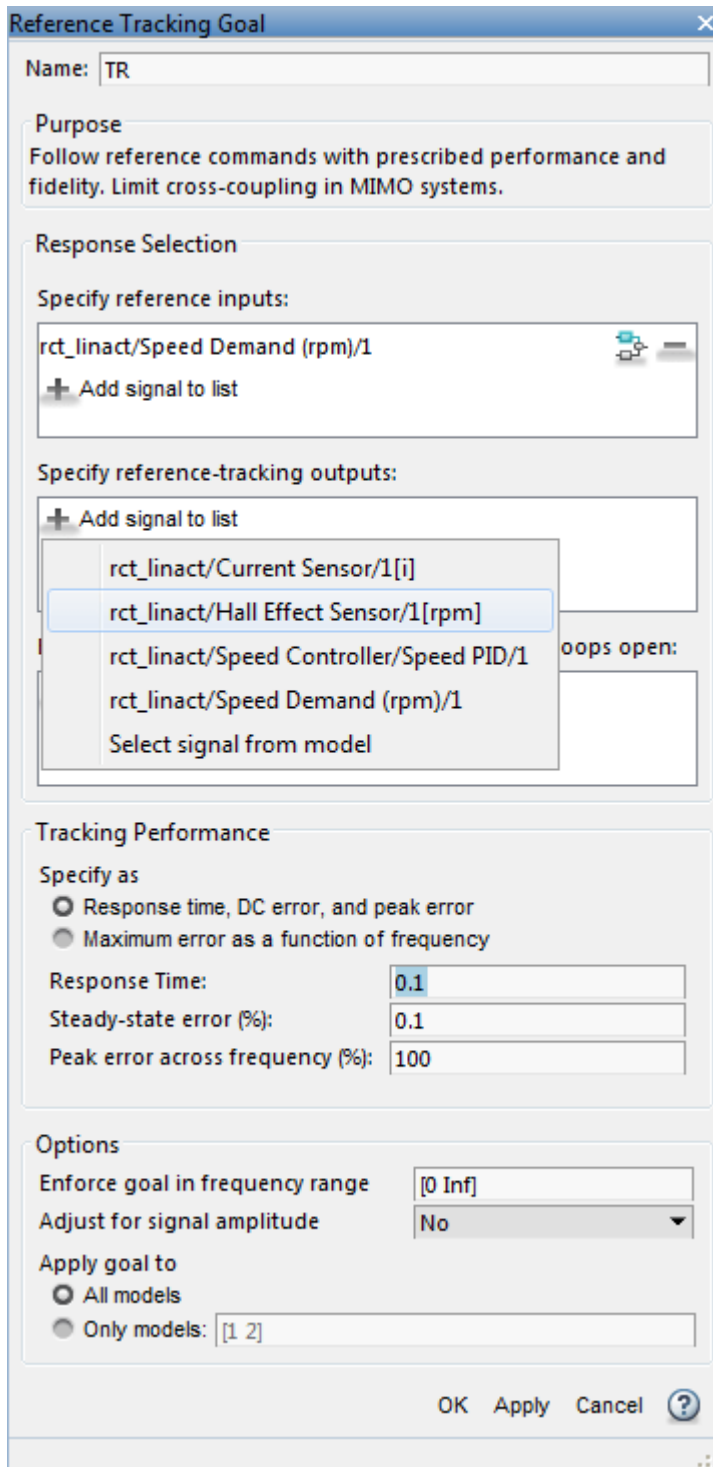 Reference Tracking Goal
Name: TR
Purpose
Follow reference commands with prescribed performance and
fidelity. Limit cross-coupling in MIMO systems.
Response Selection
Specify reference inputs:
rct_linact/Speed Demand (rpm)/1
Add signal to list
Specify reference-tracking outputs:
Add signal to list
rct_linact/Current Sensor/1[i]
rct_linact/Hall Effect Sensor/1[rpm]
rct_linact/Speed Controller/Speed PID/1 oops open:
rct_linact/Speed Demand (rpm)/1
Select signal from model
Tracking Performance
Specify as
Response time, DC error, and peak error
Maximum error as a function of frequency
Response Time: 0.1
Steady-state error (%): 0.1
Peak error across frequency (%): 100
Options
Enforce goal in frequency range [0 Inf]
Adjust for signal amplitude No
Apply goal to
All models
Only models: [1 2]
OK Apply Cancel ?